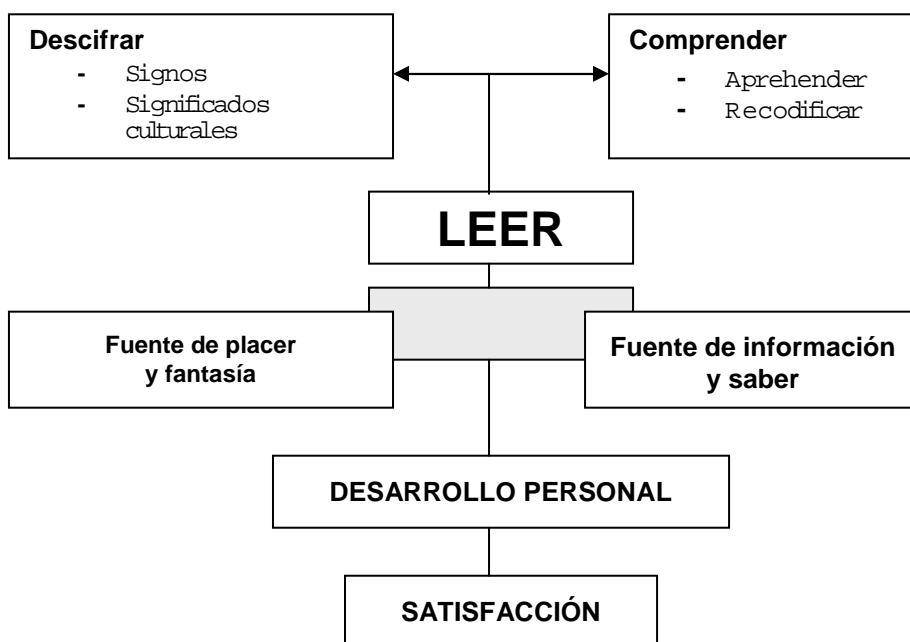 Descifrar
- Signos
- Significados
culturales
Comprender
- Aprehender
- Recodificar
LEER
Fuente de placer
y fantasía
Fuente de información
y saber
DESARROLLO PERSONAL
SATISFACCIÓN